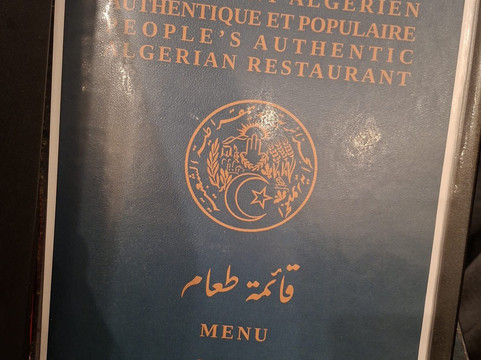 ALGÉRIEN
AUTHENTIQUE ET POPULAIRE
PEOPLE'S AUTHENTIC
ALGERIAN RESTAURANT
قائمة طعام
MENU